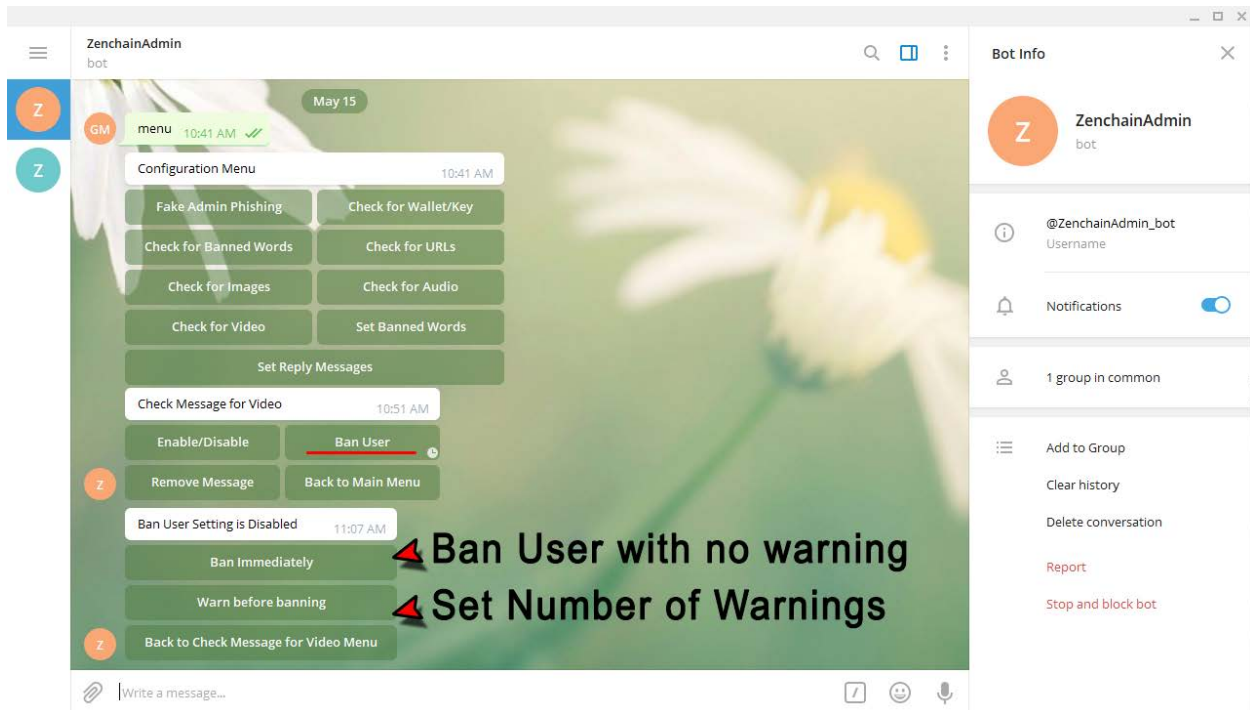 ZenchainAdmin
bot
Bot Info
Z
Z
May 15
GM
menu 10:41 AM
Configuration Menu 10:41 AM
Fake Admin Phishing Check for Wallet/Key
Check for Banned Words Check for URLs
Check for Images Check for Audio
Check for Video Set Banned Words
Set Reply Messages
Check Message for Video 10:51 AM
Enable/Disable Ban User
Z
Remove Message Back to Main Menu
Ban User Setting is Disabled 11:07 AM
Ban Immediately
Ban User with no warning
Warn before banning
Set Number of Warnings
Z
Back to Check Message for Video Menu
Write a message...
Z
ZenchainAdmin
bot
@ZenchainAdmin_bot
Username
Notifications
1 group in common
Add to Group
Clear history
Delete conversation
Report
Stop and block bot